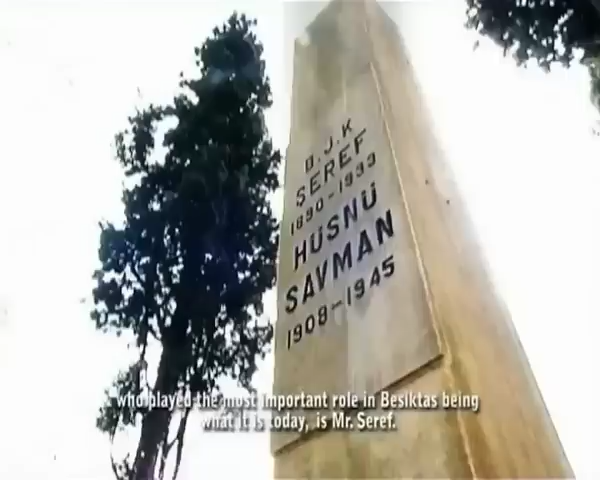 B.J.K
ŞEREF
1890-1933
HÜSNÜ
SAVMAN
1908-1945
who played the most important role in Besiktas being
what it is today, is Mr. Seref.